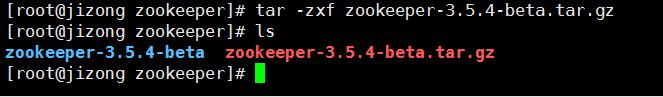 [root@jizong zookeeper]# tar -zxf zookeeper-3.5.4-beta.tar.gz
[root@jizong zookeeper]# ls
zookeeper-3.5.4-beta  zookeeper-3.5.4-beta.tar.gz
[root@jizong zookeeper]#